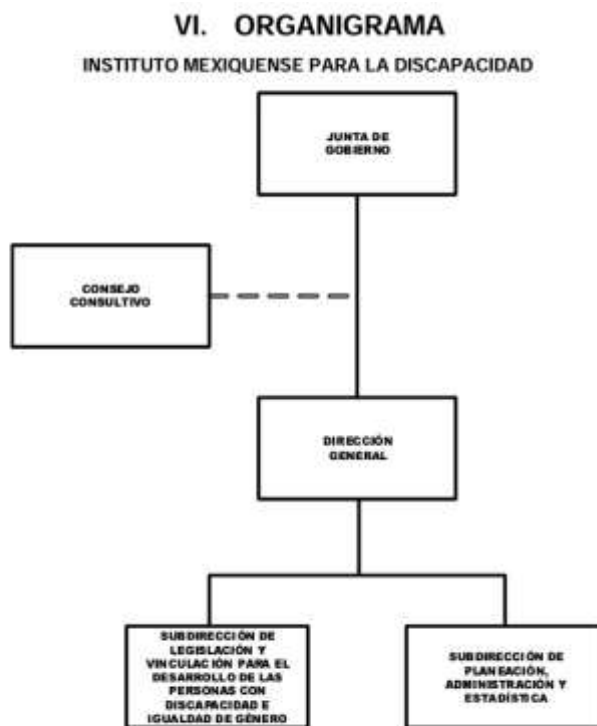 VI. ORGANIGRAMA
INSTITUTO MEXIQUENSE PARA LA DISCAPACIDAD
JUNTA DE
GOBIERNO
CONSEJO
CONSULTIVO
DIRECCIÓN
GENERAL
SUBDIRECCIÓN DE
LEGISLACIÓN Y
VINCULACIÓN PARA EL
DESARROLLO DE LAS
PERSONAS CON
DISCAPACIDAD E
IGUALDAD DE GÉNERO
SUBDIRECCIÓN DE
PLANEACIÓN,
ADMINISTRACIÓN Y
ESTADÍSTICA